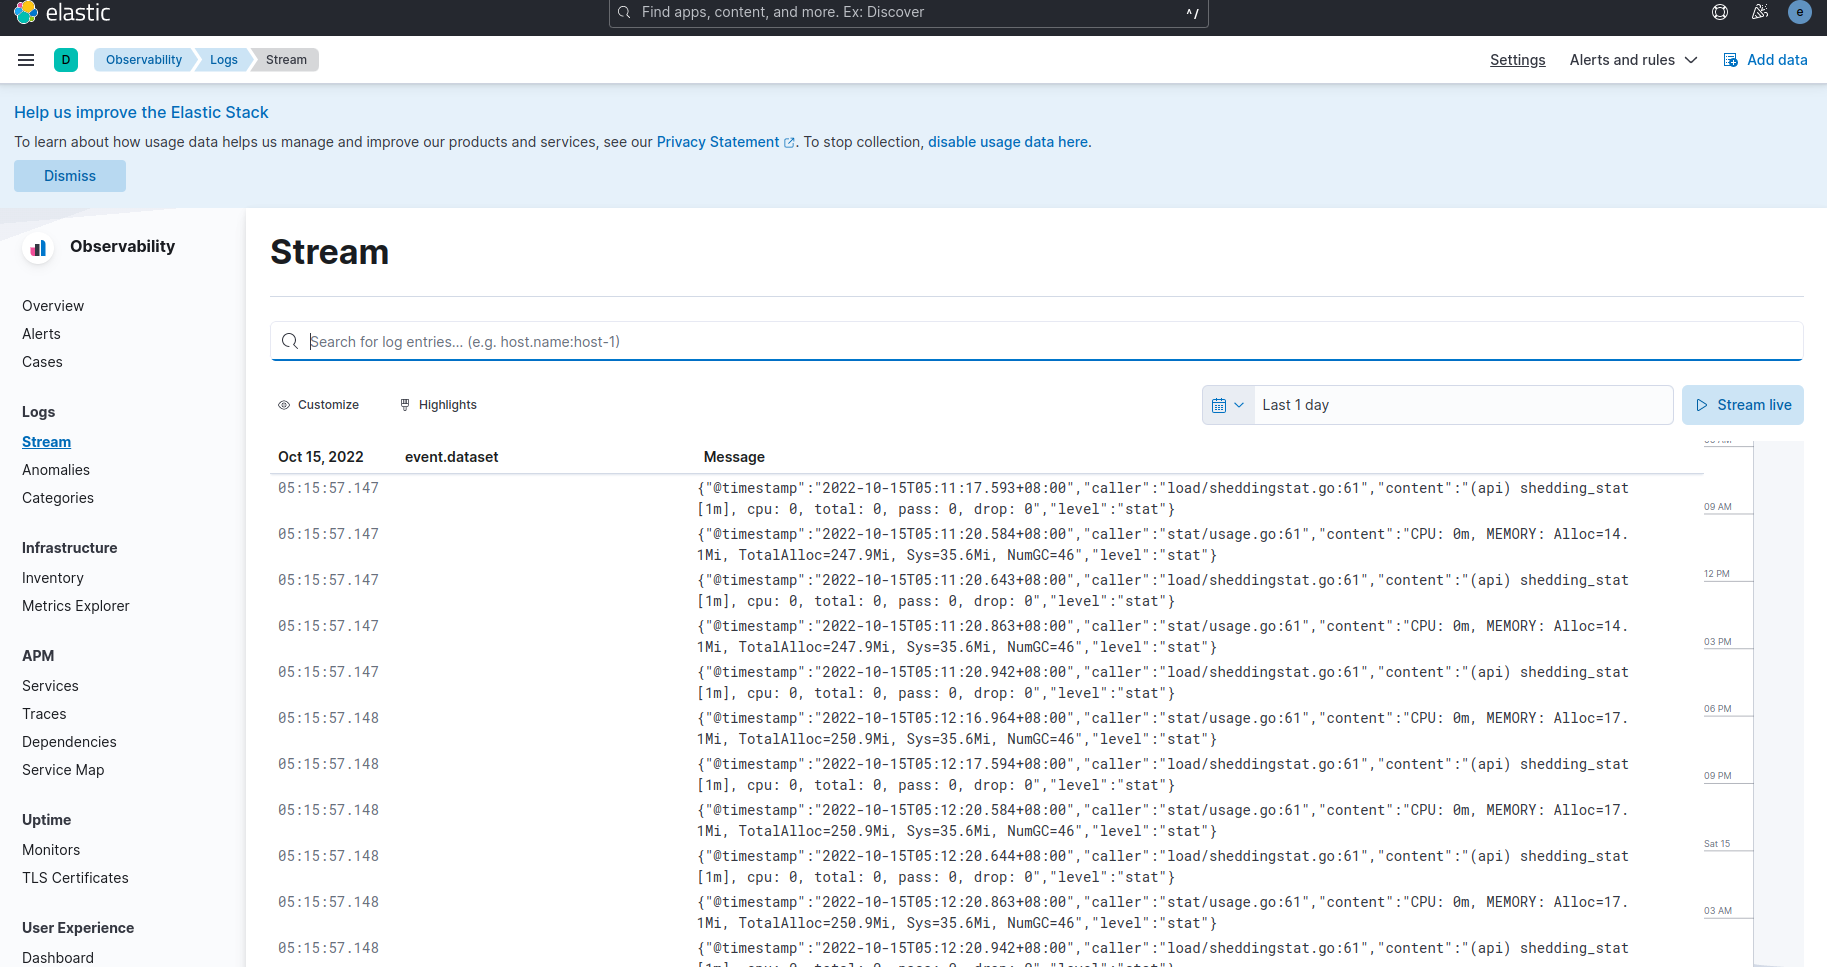 elastic
Find apps, content, and more. Ex: Discover
^/
e
D
Observability
Logs
Stream
Settings
Alerts and rules
Add data
Help us improve the Elastic Stack
To learn about how usage data helps us manage and improve our products and services, see our Privacy Statement. To stop collection, disable usage data here.
Dismiss
Observability
Overview
Alerts
Cases
Logs
Stream
Anomalies
Categories
Infrastructure
Inventory
Metrics Explorer
APM
Services
Traces
Dependencies
Service Map
Uptime
Monitors
TLS Certificates
User Experience
Dashboard
Stream
Search for log entries... (e.g. host.name:host-1)
Customize
Highlights
Last 1 day
Stream live
Oct 15, 2022 event.dataset Message
05:15:57.147 {"@timestamp":"2022-10-15T05:11:17.593+08:00","caller":"load/sheddingstat.go:61","content":"(api) shedding_stat
[1m], cpu: 0, total: 0, pass: 0, drop: 0","level":"stat"}
05:15:57.147 {"@timestamp":"2022-10-15T05:11:20.584+08:00","caller":"stat/usage.go:61","content":"CPU: 0m, MEMORY: Alloc=14.
1Mi, TotalAlloc=247.9Mi, Sys=35.6Mi, NumGC=46","level":"stat"}
05:15:57.147 {"@timestamp":"2022-10-15T05:11:20.643+08:00","caller":"load/sheddingstat.go:61","content":"(api) shedding_stat
[1m], cpu: 0, total: 0, pass: 0, drop: 0","level":"stat"}
05:15:57.147 {"@timestamp":"2022-10-15T05:11:20.863+08:00","caller":"stat/usage.go:61","content":"CPU: 0m, MEMORY: Alloc=14.
1Mi, TotalAlloc=247.9Mi, Sys=35.6Mi, NumGC=46","level":"stat"}
05:15:57.147 {"@timestamp":"2022-10-15T05:11:20.942+08:00","caller":"load/sheddingstat.go:61","content":"(api) shedding_stat
[1m], cpu: 0, total: 0, pass: 0, drop: 0","level":"stat"}
05:15:57.148 {"@timestamp":"2022-10-15T05:12:16.964+08:00","caller":"stat/usage.go:61","content":"CPU: 0m, MEMORY: Alloc=17.
1Mi, TotalAlloc=250.9Mi, Sys=35.6Mi, NumGC=46","level":"stat"}
05:15:57.148 {"@timestamp":"2022-10-15T05:12:17.594+08:00","caller":"load/sheddingstat.go:61","content":"(api) shedding_stat
[1m], cpu: 0, total: 0, pass: 0, drop: 0","level":"stat"}
05:15:57.148 {"@timestamp":"2022-10-15T05:12:20.584+08:00","caller":"stat/usage.go:61","content":"CPU: 0m, MEMORY: Alloc=17.
1Mi, TotalAlloc=250.9Mi, Sys=35.6Mi, NumGC=46","level":"stat"}
05:15:57.148 {"@timestamp":"2022-10-15T05:12:20.644+08:00","caller":"load/sheddingstat.go:61","content":"(api) shedding_stat
[1m], cpu: 0, total: 0, pass: 0, drop: 0","level":"stat"}
05:15:57.148 {"@timestamp":"2022-10-15T05:12:20.863+08:00","caller":"stat/usage.go:61","content":"CPU: 0m, MEMORY: Alloc=17.
1Mi, TotalAlloc=250.9Mi, Sys=35.6Mi, NumGC=46","level":"stat"}
05:15:57.148 {"@timestamp":"2022-10-15T05:12:20.942+08:00","caller":"load/sheddingstat.go:61","content":"(api) shedding_stat
09 AM
12 PM
03 PM
06 PM
09 PM
Sat 15
03 AM